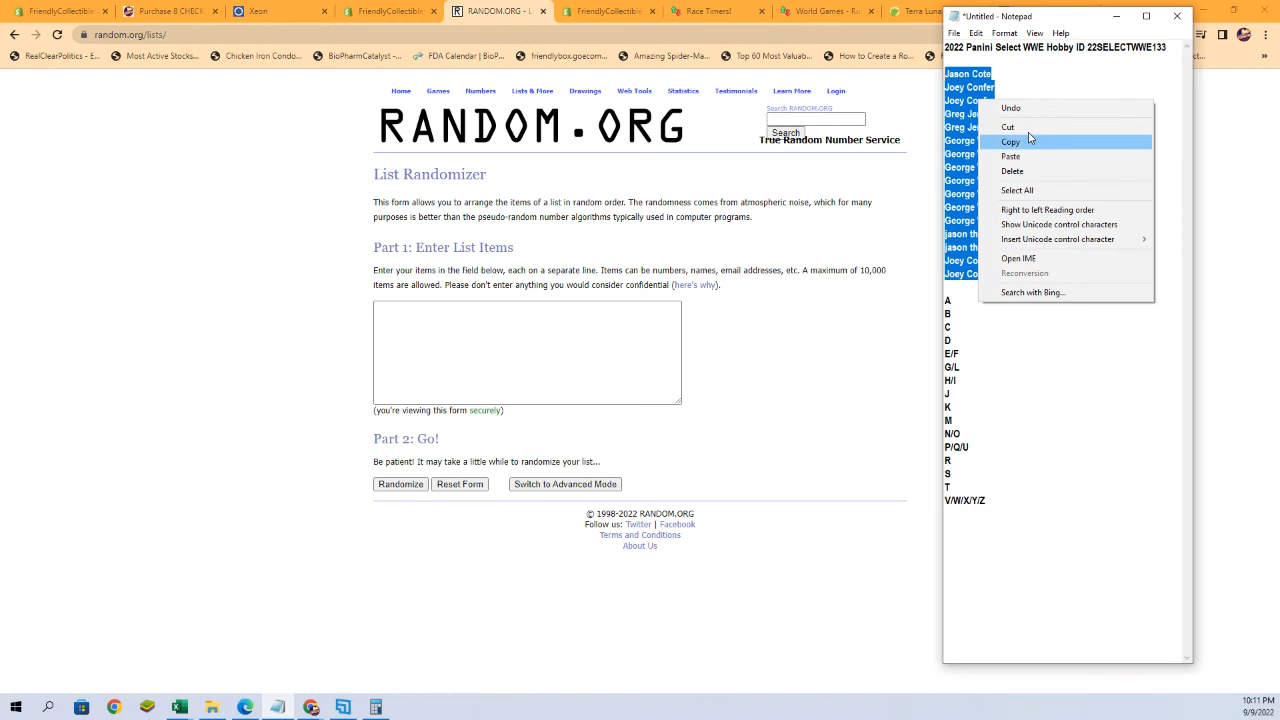 FriendlyCollectible
Purchase 8 CHECK
Xeon
FriendlyCollectible
RANDOM.ORG - L
FriendlyCollectible
Race Timers!
World Games - Ru
Terra Luna
random.org/lists/
RealClearPolitics
Most Active Stocks...
Chicken Iron Condo...
BioPharmCatalyst -...
FDA Calendar | BioP...
friendlybox.geomerx...
Amazing Spider-Ma...
Top 60 Most Valuab...
How to Create a Ro...
Home
Games
Numbers
Lists & More
Drawings
Web Tools
Statistics
Testimonials
Learn More
Login
RANDOM.ORG
Search RANDOM.ORG
Search
True Random Number Service
List Randomizer
This form allows you to arrange the items of a list in random order. The randomness comes from atmospheric noise, which for many
purposes is better than the pseudo-random number algorithms typically used in computer programs.
Part 1: Enter List Items
Enter your items in the field below, each on a separate line. Items can be numbers, names, email addresses, etc. A maximum of 10,000
items are allowed. Please don't enter anything you would consider confidential (here's why).
(you're viewing this form securely)
Part 2: Go!
Be patient! It may take a little while to randomize your list...
Randomize
Reset Form
Switch to Advanced Mode
© 1998-2022 RANDOM.ORG
Follow us: Twitter | Facebook
Terms and Conditions
About Us
*Untitled - Notepad
File Edit Format View Help
2022 Panini Select WWE Hobby ID 22SELECTWWE133
Jason Cote
Joey Confer
Joey Confer
Greg Je
Greg Je
George
George
George
George
George
George
George
jason th
jason th
Joey Co
Joey Co
Undo
Cut
Copy
Paste
Delete
Select All
Right to left Reading order
Show Unicode control characters
Insert Unicode control character
Open IME
Reconversion
Search with Bing...
A
B
C
D
E/F
G/L
H/I
J
K
M
N/O
P/Q/U
R
S
T
V/W/X/Y/Z
10:11 PM
9/9/2022